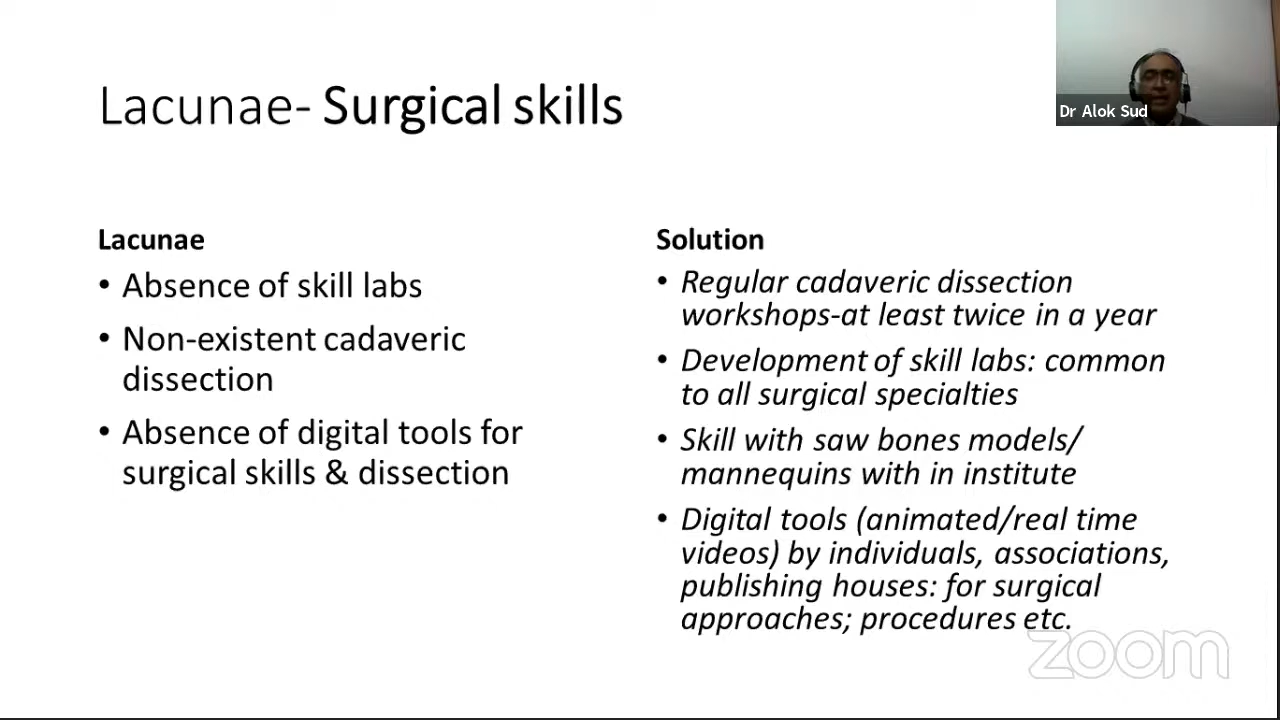 Dr Alok Sud
Lacunae- Surgical skills
Lacunae
• Absence of skill labs
• Non-existent cadaveric
dissection
• Absence of digital tools for
surgical skills & dissection
Solution
• Regular cadaveric dissection
workshops-at least twice in a year
• Development of skill labs: common
to all surgical specialties
• Skill with saw bones models/
mannequins with in institute
• Digital tools (animated/real time
videos) by individuals, associations,
publishing houses: for surgical
approaches; procedures etc.
zoom